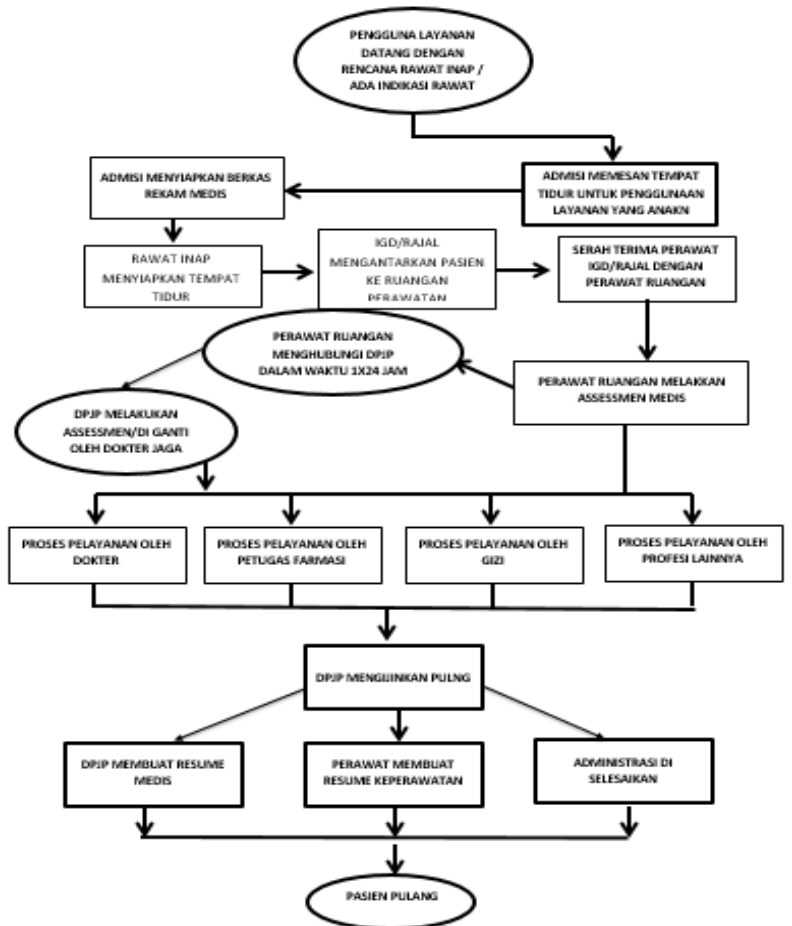 PENGGUNA LAYANAN
DATANG DENGAN
RENCANA RAWAT INAP /
ADA INDIKASI RAWAT
ADMISI MEMESAN TEMPAT
TIDUR UNTUK PENGGUNAAN
LAYANAN YANG ANAKN
ADMISI MENYIAPKAN BERKAS
REKAM MEDIS
RAWAT INAP
MENYIAPKAN TEMPAT
TIDUR
IGD/RAJAL
MENGANTARKAN PASIEN
KE RUANGAN
PERAWATAN
SERAH TERIMA PERAWAT
IGD/RAJAL DENGAN
PERAWAT RUANGAN
PERAWAT RUANGAN MELAKKAN
ASSESSMEN MEDIS
PERAWAT RUANGAN
MENGHUBUNGI DPJP
DALAM WAKTU 1X24 JAM
DPJP MELAKUKAN
ASSESSMEN/DI GANTI
OLEH DOKTER JAGA
PROSES PELAYANAN OLEH
DOKTER
PROSES PELAYANAN OLEH
PETUGAS FARMASI
PROSES PELAYANAN OLEH
GIZI
PROSES PELAYANAN OLEH
PROFESI LAINNYA
DPJP MENGIJINKAN PULNG
DPJP MEMBUAT RESUME
MEDIS
PERAWAT MEMBUAT
RESUME KEPERAWATAN
ADMINISTRASI DI
SELESAIKAN
PASIEN PULANG